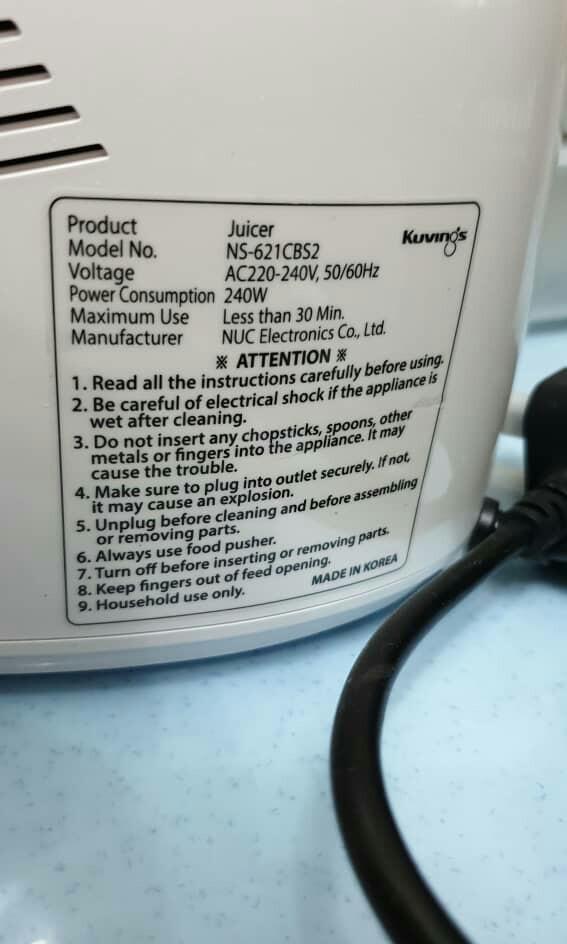 Kuvings
Product Juicer
Model No. NS-621CBS2
Voltage AC220-240V, 50/60Hz
Power Consumption 240W
Maximum Use Less than 30 Min.
Manufacturer NUC Electronics Co., Ltd.
※ ATTENTION ※
1. Read all the instructions carefully before using.
2. Be careful of electrical shock if the appliance is
wet after cleaning.
3. Do not insert any chopsticks, spoons, other
metals or fingers into the appliance. It may
cause the trouble.
4. Make sure to plug into outlet securely. If not,
it may cause an explosion.
5. Unplug before cleaning and before assembling
or removing parts.
6. Always use food pusher.
7. Turn off before inserting or removing parts.
8. Keep fingers out of feed opening.
9. Household use only.
MADE IN KOREA